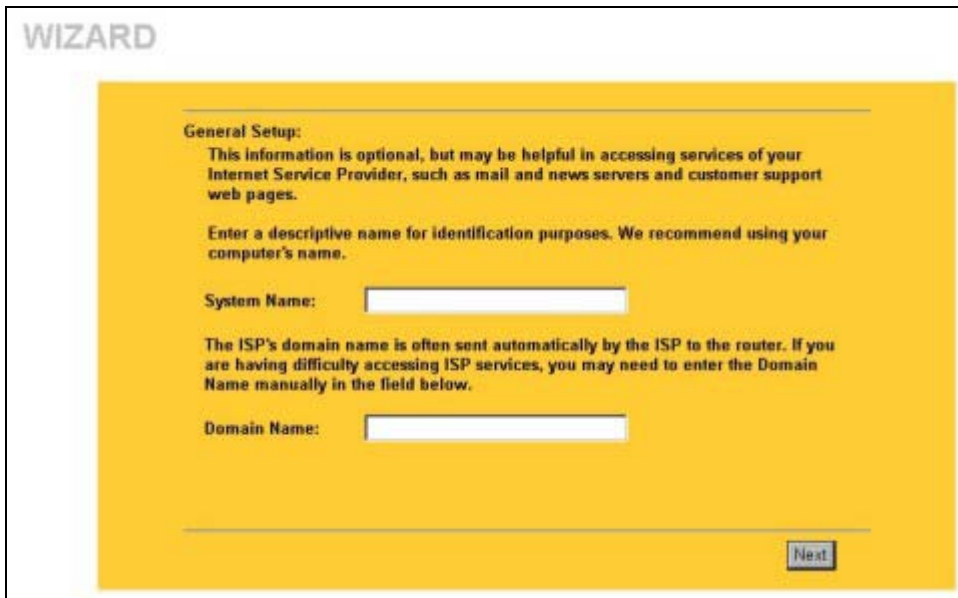 WIZARD
General Setup:
This information is optional, but may be helpful in accessing services of your
Internet Service Provider, such as mail and news servers and customer support
web pages.
Enter a descriptive name for identification purposes. We recommend using your
computer's name.
System Name:
The ISP's domain name is often sent automatically by the ISP to the router. If you
are having difficulty accessing ISP services, you may need to enter the Domain
Name manually in the field below.
Domain Name:
Next